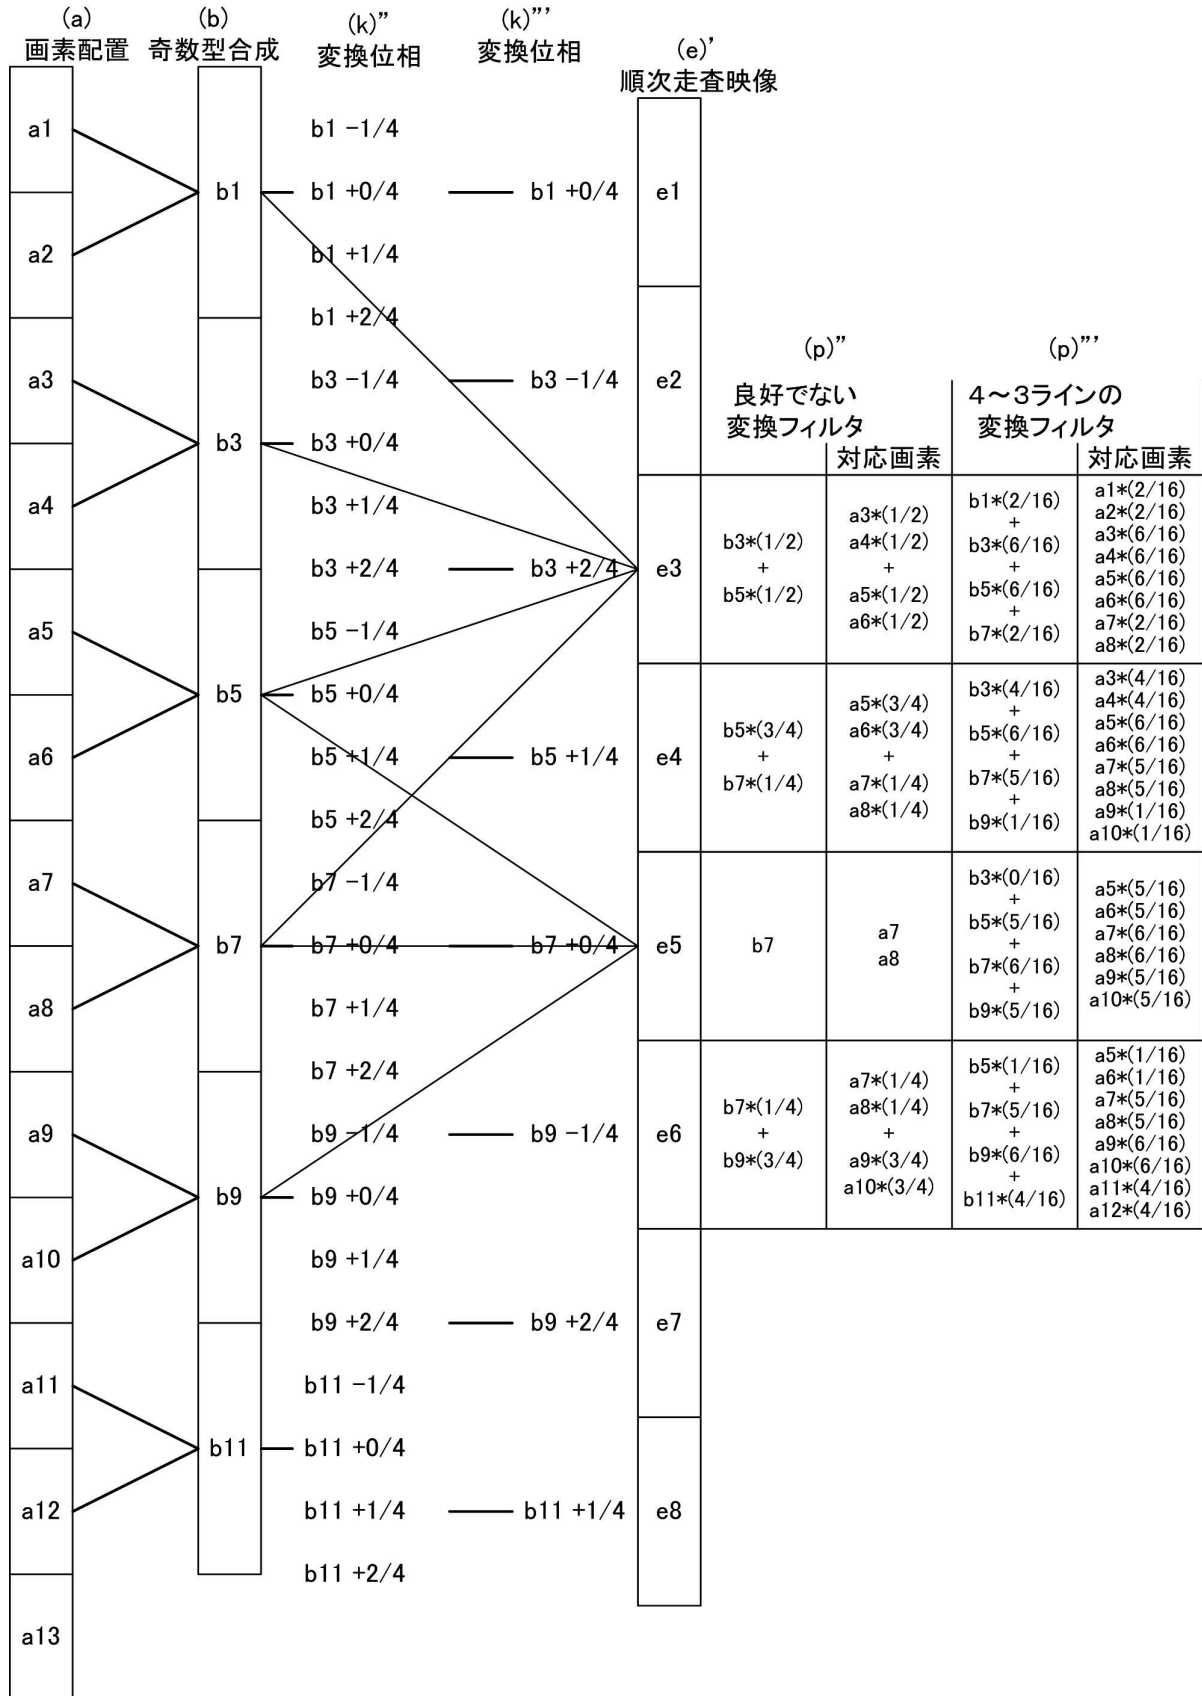 (a)
画素配置
a1
a2
a3
a4
a5
a6
a7
a8
a9
a10
a11
a12
a13
(b)
奇数型合成
b1
b3
b5
b7
b9
b11
(k)”
変換位相
b1 −1/4
b1 +0/4
b1 +1/4
b1 +2/4
b3 −1/4
b3 +0/4
b3 +1/4
b3 +2/4
b5 −1/4
b5 +0/4
b5 +1/4
b5 +2/4
b7 −1/4
b7 +0/4
b7 +1/4
b7 +2/4
b9 −1/4
b9 +0/4
b9 +1/4
b9 +2/4
b11 −1/4
b11 +0/4
b11 +1/4
b11 +2/4
(k)”’
変換位相
b1 +0/4
b3 −1/4
b3 +2/4
b5 +1/4
b7 +0/4
b9 −1/4
b9 +2/4
b11 +1/4
(e)’
順次走査映像
e1
e2
e3
e4
e5
e6
e7
e8
(p)”
良好でない
変換フィルタ
対応画素
b3*(1/2)
+
b5*(1/2)
a3*(1/2)
a4*(1/2)
+
a5*(1/2)
a6*(1/2)
b5*(3/4)
+
b7*(1/4)
a5*(3/4)
a6*(3/4)
+
a7*(1/4)
a8*(1/4)
b7
a7
a8
b7*(1/4)
+
b9*(3/4)
a7*(1/4)
a8*(1/4)
+
a9*(3/4)
a10*(3/4)
(p)”’
4～3ラインの
変換フィルタ
対応画素
b1*(2/16)
+
b3*(6/16)
+
b5*(6/16)
+
b7*(2/16)
a1*(2/16)
a2*(2/16)
a3*(6/16)
a4*(6/16)
a5*(6/16)
a6*(6/16)
a7*(2/16)
a8*(2/16)
b3*(4/16)
+
b5*(6/16)
+
b7*(5/16)
+
b9*(1/16)
a3*(4/16)
a4*(4/16)
a5*(6/16)
a6*(6/16)
a7*(5/16)
a8*(5/16)
a9*(1/16)
a10*(1/16)
b3*(0/16)
+
b5*(5/16)
+
b7*(6/16)
+
b9*(5/16)
a5*(5/16)
a6*(5/16)
a7*(6/16)
a8*(6/16)
a9*(5/16)
a10*(5/16)
b5*(1/16)
+
b7*(5/16)
+
b9*(6/16)
+
b11*(4/16)
a5*(1/16)
a6*(1/16)
a7*(5/16)
a8*(5/16)
a9*(6/16)
a10*(6/16)
a11*(4/16)
a12*(4/16)